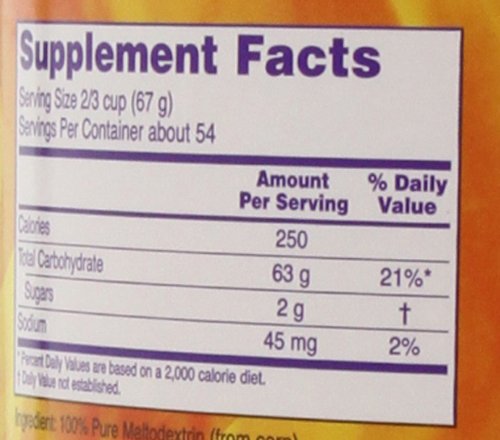 Supplement Facts
Serving Size 2/3 cup (67 g)
Servings Per Container about 54
Amount Per Serving % Daily Value
Calories 250
Total Carbohydrate 63 g 21%*
Sugars 2 g †
Sodium 45 mg 2%
* Percent Daily Values are based on a 2,000 calorie diet.
† Daily Value not established.
Ingredient: 100% Pure Maltodextrin (from corn)